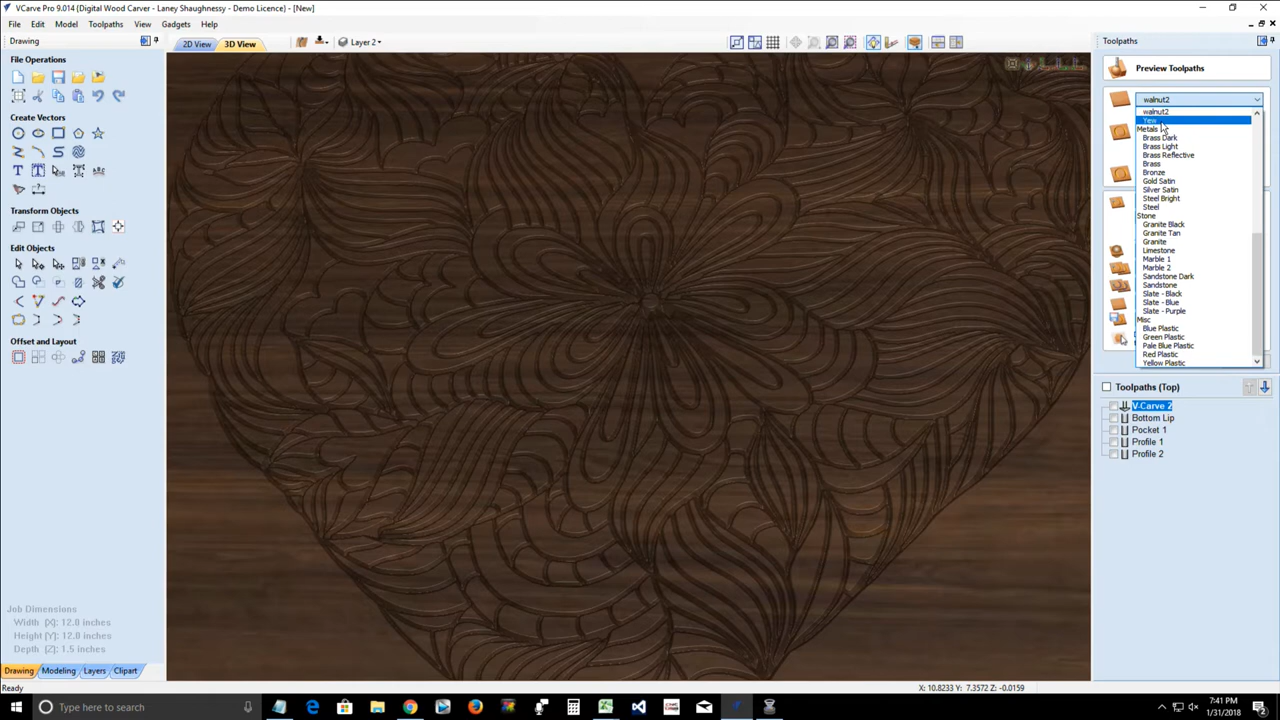 VCarve Pro 9.014 (Digital Wood Carver - Laney Shaughnessy - Demo Licence) - [New]
File Edit Model Toolpaths View Gadgets Help
Drawing
2D View 3D View Layer 2
Toolpaths
File Operations
Create Vectors
Transform Objects
Edit Objects
Offset and Layout
Job Dimensions
Width (X): 12.0 inches
Height (Y): 12.0 inches
Depth (Z): 1.5 inches
Drawing Modeling Layers Clipart
Ready
X: 10.8233 Y: 7.3572 Z: -0.0159
Preview Toolpaths
walnut2
walnut2
Yew
Metals
Brass Dark
Brass Light
Brass Reflective
Brass
Bronze
Gold Satin
Silver Satin
Steel Bright
Steel
Stone
Granite Black
Granite Tan
Granite
Limestone
Marble 1
Marble 2
Sandstone Dark
Sandstone
Slate - Black
Slate - Blue
Slate - Purple
Misc
Blue Plastic
Green Plastic
Pale Blue Plastic
Red Plastic
Yellow Plastic
Toolpaths (Top)
V-Carve 2
Bottom Lip
Pocket 1
Profile 1
Profile 2
Type here to search
7:41 PM
1/31/2018